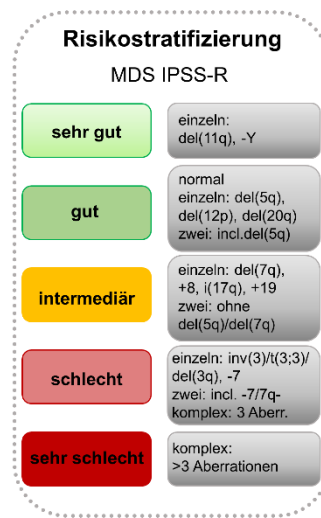 Risikostratifizierung
MDS IPSS-R
sehr gut
einzeln:
del(11q), -Y
gut
normal
einzeln: del(5q),
del(12p), del(20q)
zwei: incl.del(5q)
intermediär
einzeln: del(7q),
+8, i(17q), +19
zwei: ohne
del(5q)/del(7q)
schlecht
einzeln: inv(3)/t(3;3)/
del(3q), -7
zwei: incl. -7/7q-
komplex: 3 Aberr.
sehr schlecht
komplex:
>3 Aberrationen